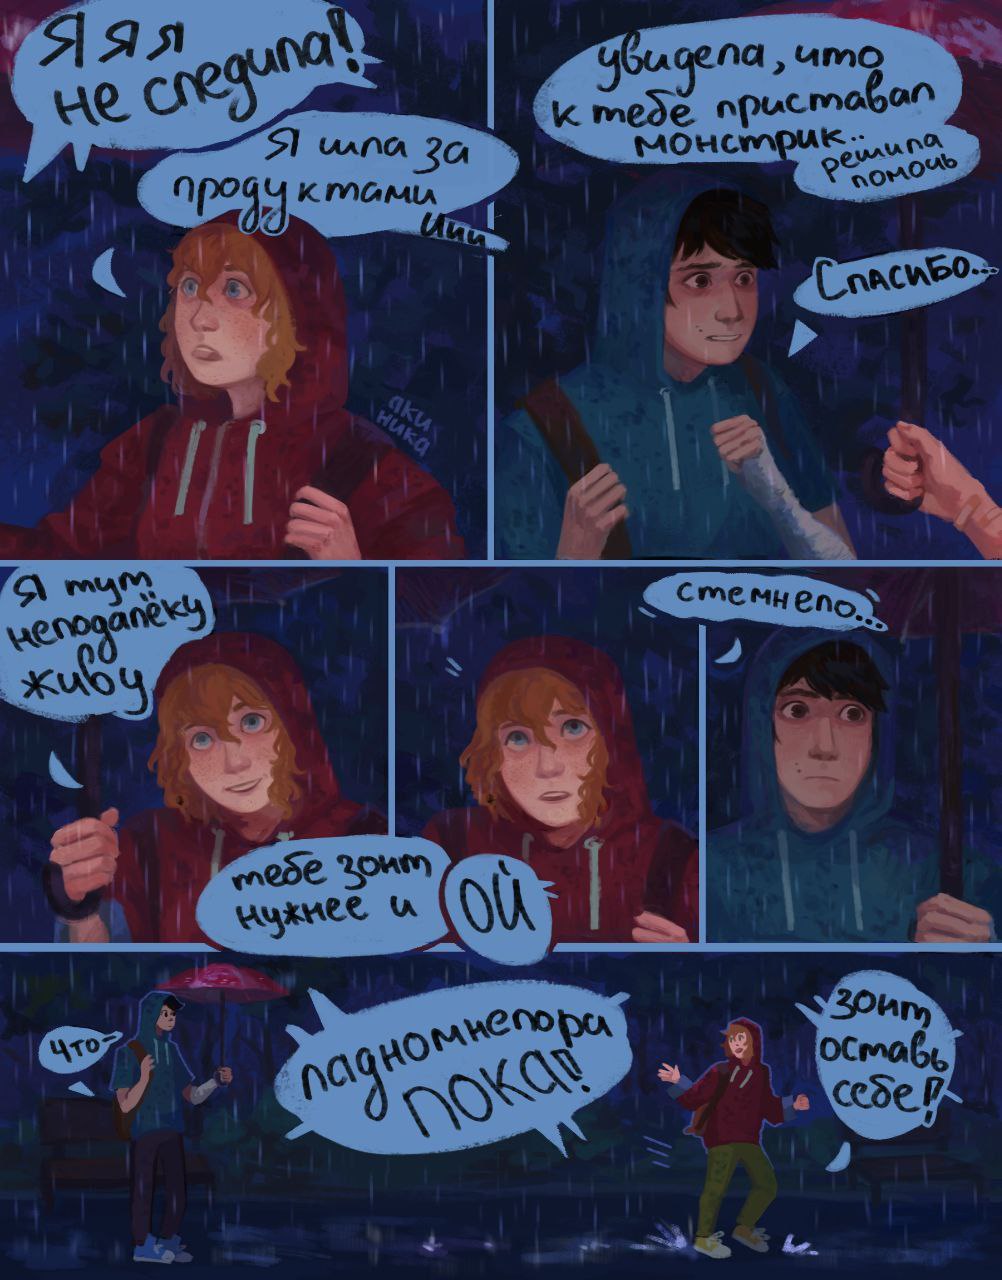 Я я я
не следила!
Я шла за
продуктами
иии
увидела, что
к тебе приставал
монстрик..
решила
помочь
Спасибо...
аки
ника
Я тут
неподалёку
живу
тебе зонт
нужнее и
ОЙ
стемнело...
Что-
ладномнепора
ПОКА!
зонт
оставь
себе!